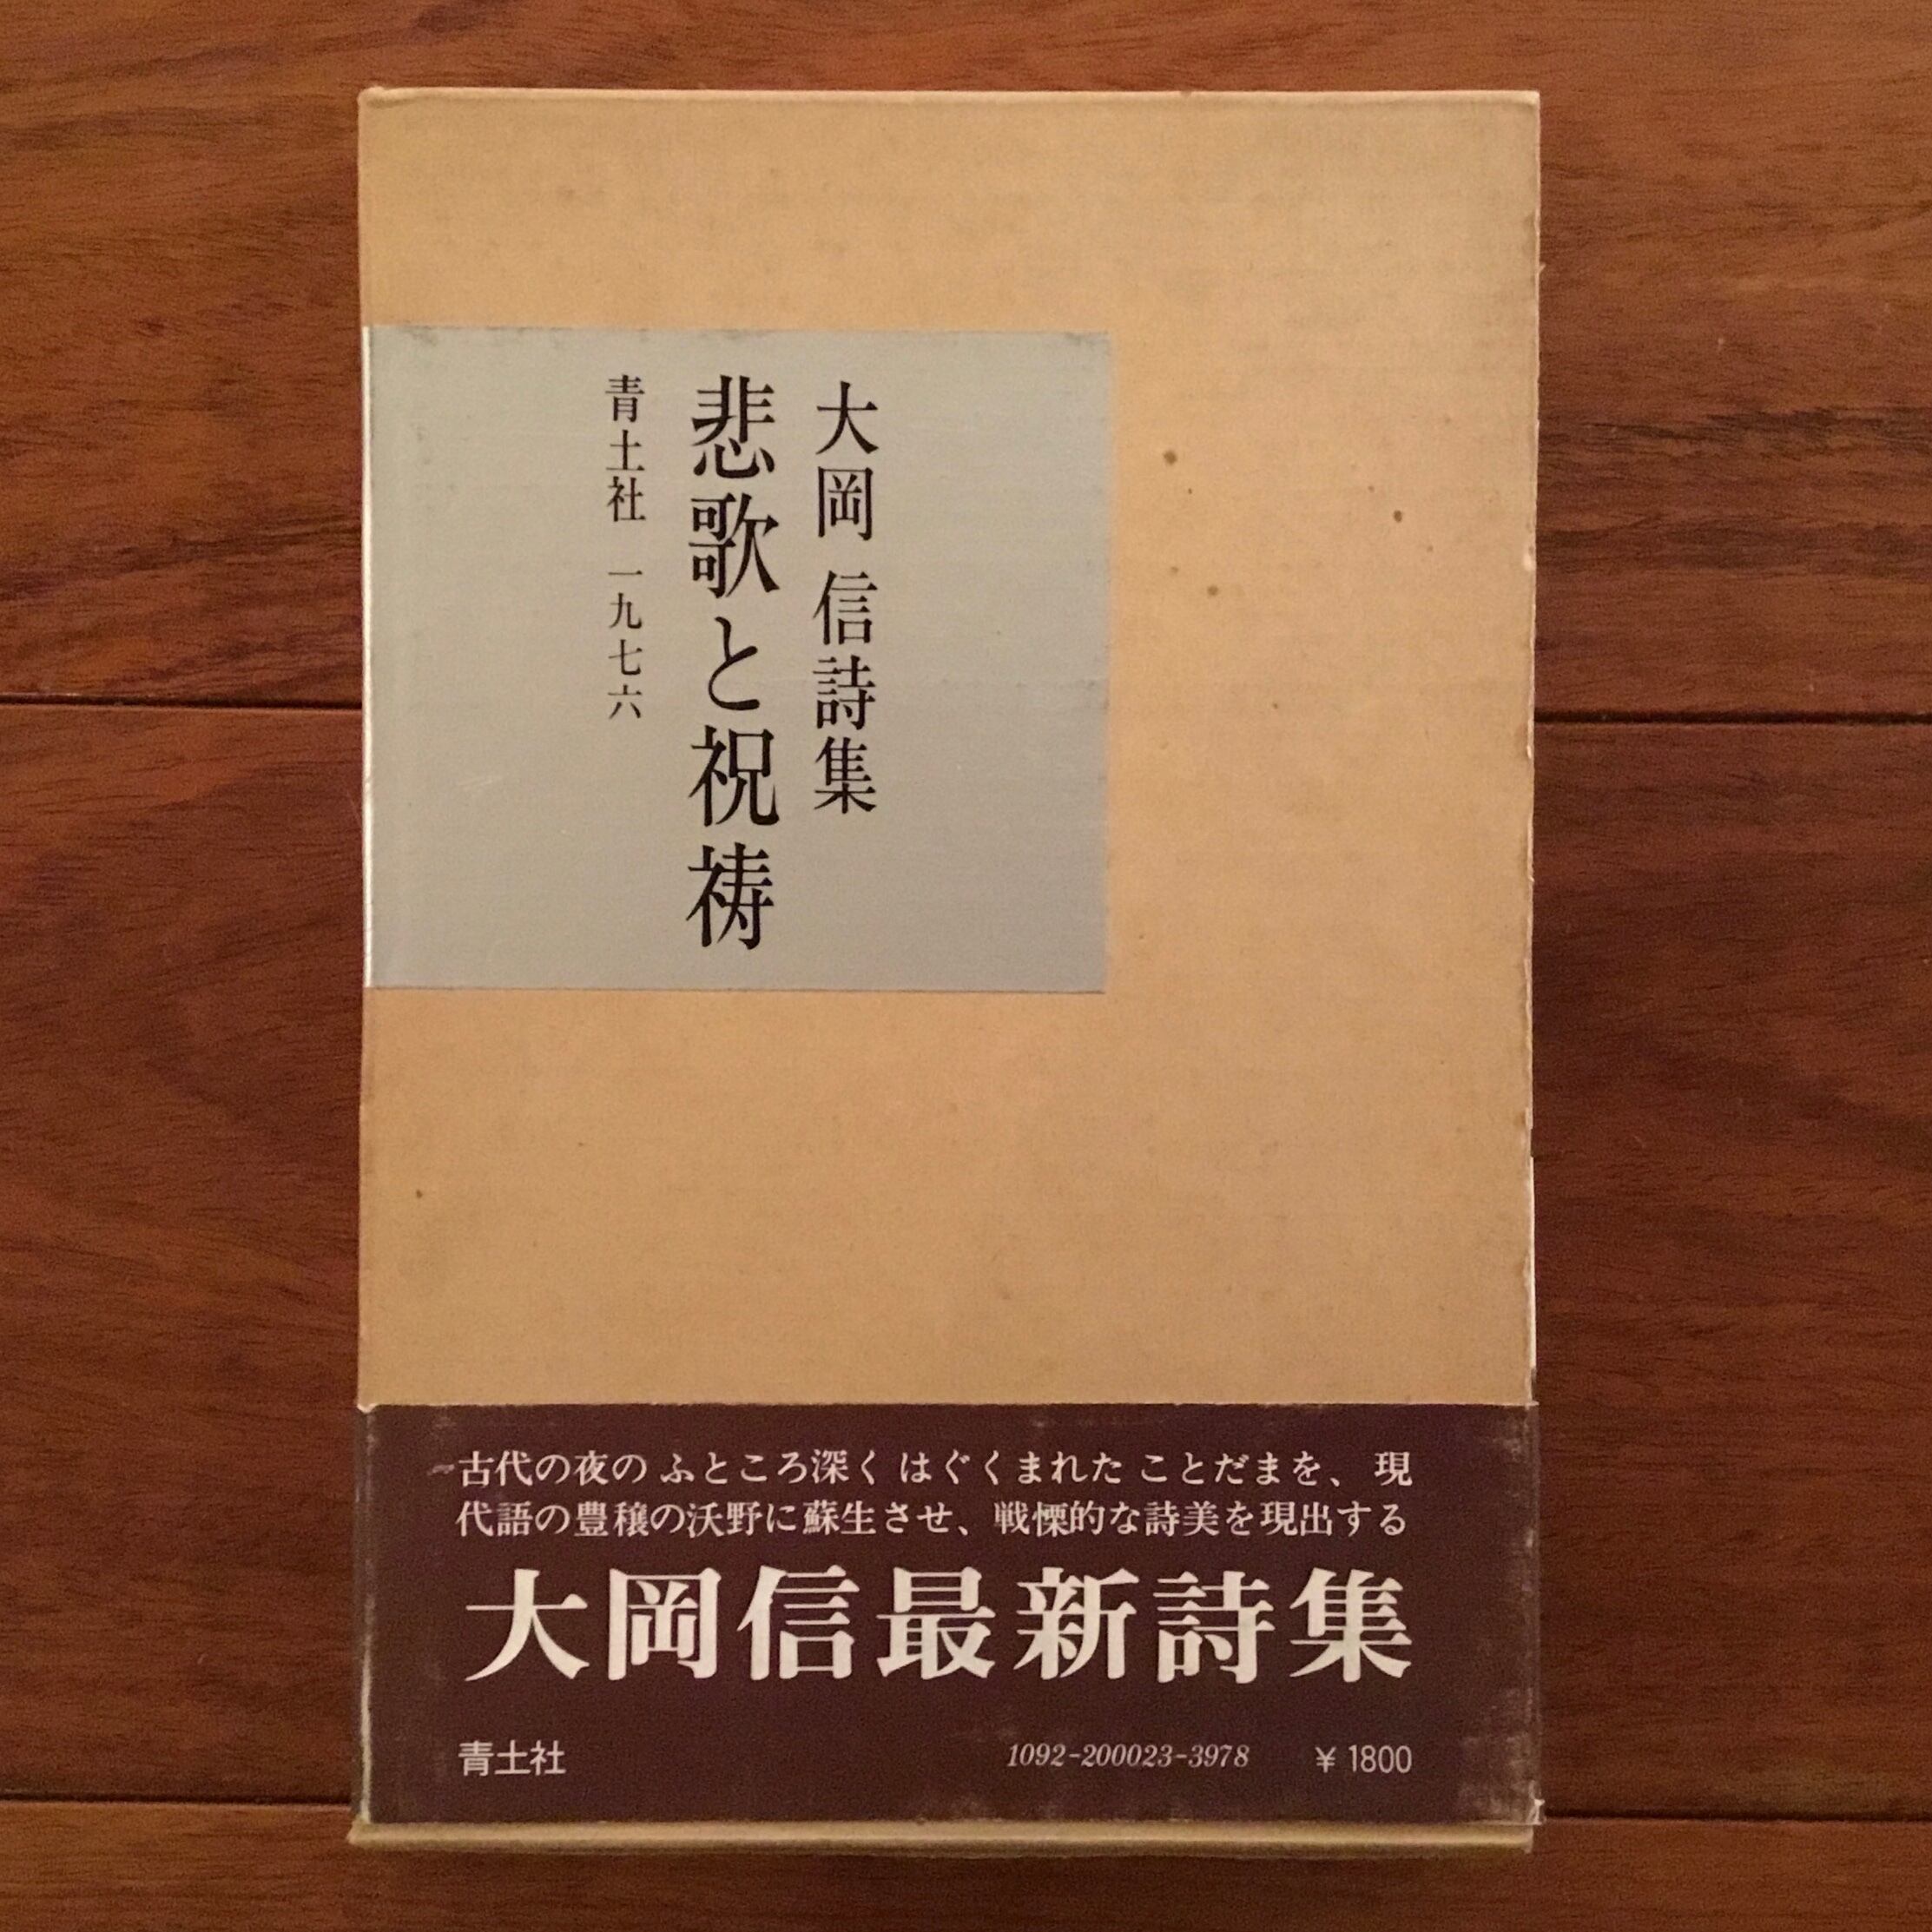 大岡 信詩集
悲歌と祝祷
青土社 一九七六
古代の夜の ふところ深く はぐくまれた ことだまを、現
代語の豊穣の沃野に蘇生させ、戦慄的な詩美を現出する
大岡信最新詩集
青土社 1092-200023-3978 ¥1800